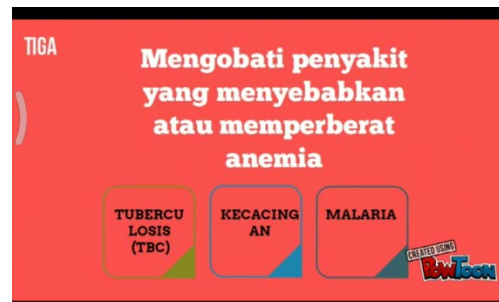 TIGA
Mengobati penyakit
yang menyebabkan
atau memperberat
anemia
TUBERCU
LOSIS
(TBC)
KECACING
AN
MALARIA
CREATED USING
POWTOON